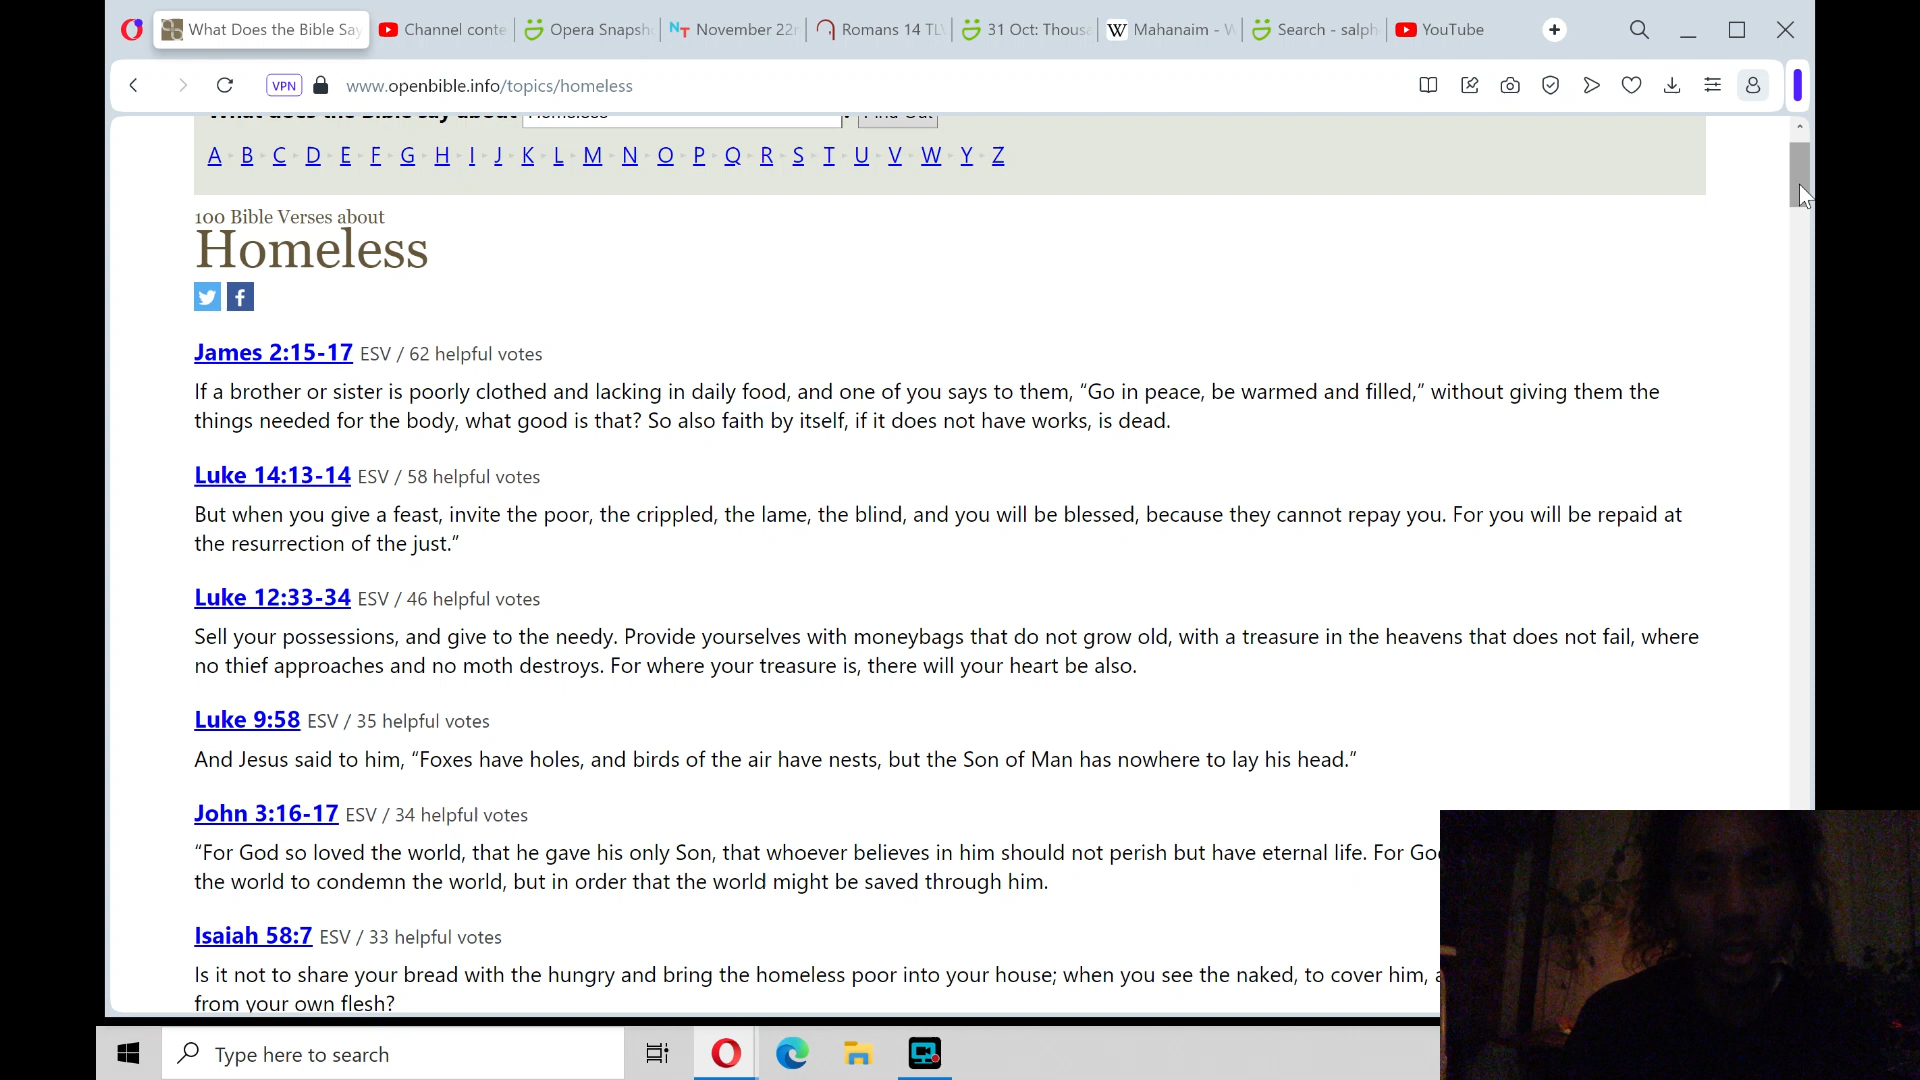 What Does the Bible Say
Channel conte
Opera Snapsh
NT November 22n
Romans 14 TLV
31 Oct: Thousa
W Mahanaim - W
Search - salph
YouTube
VPN www.openbible.info/topics/homeless
What does the Bible say about Homeless ? Find Out
A B C D E F G H I J K L M N O P Q R S T U V W Y Z
100 Bible Verses about
Homeless
James 2:15-17 ESV / 62 helpful votes
If a brother or sister is poorly clothed and lacking in daily food, and one of you says to them, “Go in peace, be warmed and filled,” without giving them the
things needed for the body, what good is that? So also faith by itself, if it does not have works, is dead.
Luke 14:13-14 ESV / 58 helpful votes
But when you give a feast, invite the poor, the crippled, the lame, the blind, and you will be blessed, because they cannot repay you. For you will be repaid at
the resurrection of the just.”
Luke 12:33-34 ESV / 46 helpful votes
Sell your possessions, and give to the needy. Provide yourselves with moneybags that do not grow old, with a treasure in the heavens that does not fail, where
no thief approaches and no moth destroys. For where your treasure is, there will your heart be also.
Luke 9:58 ESV / 35 helpful votes
And Jesus said to him, “Foxes have holes, and birds of the air have nests, but the Son of Man has nowhere to lay his head.”
John 3:16-17 ESV / 34 helpful votes
“For God so loved the world, that he gave his only Son, that whoever believes in him should not perish but have eternal life. For Go
the world to condemn the world, but in order that the world might be saved through him.
Isaiah 58:7 ESV / 33 helpful votes
Is it not to share your bread with the hungry and bring the homeless poor into your house; when you see the naked, to cover him, a
from your own flesh?
Type here to search